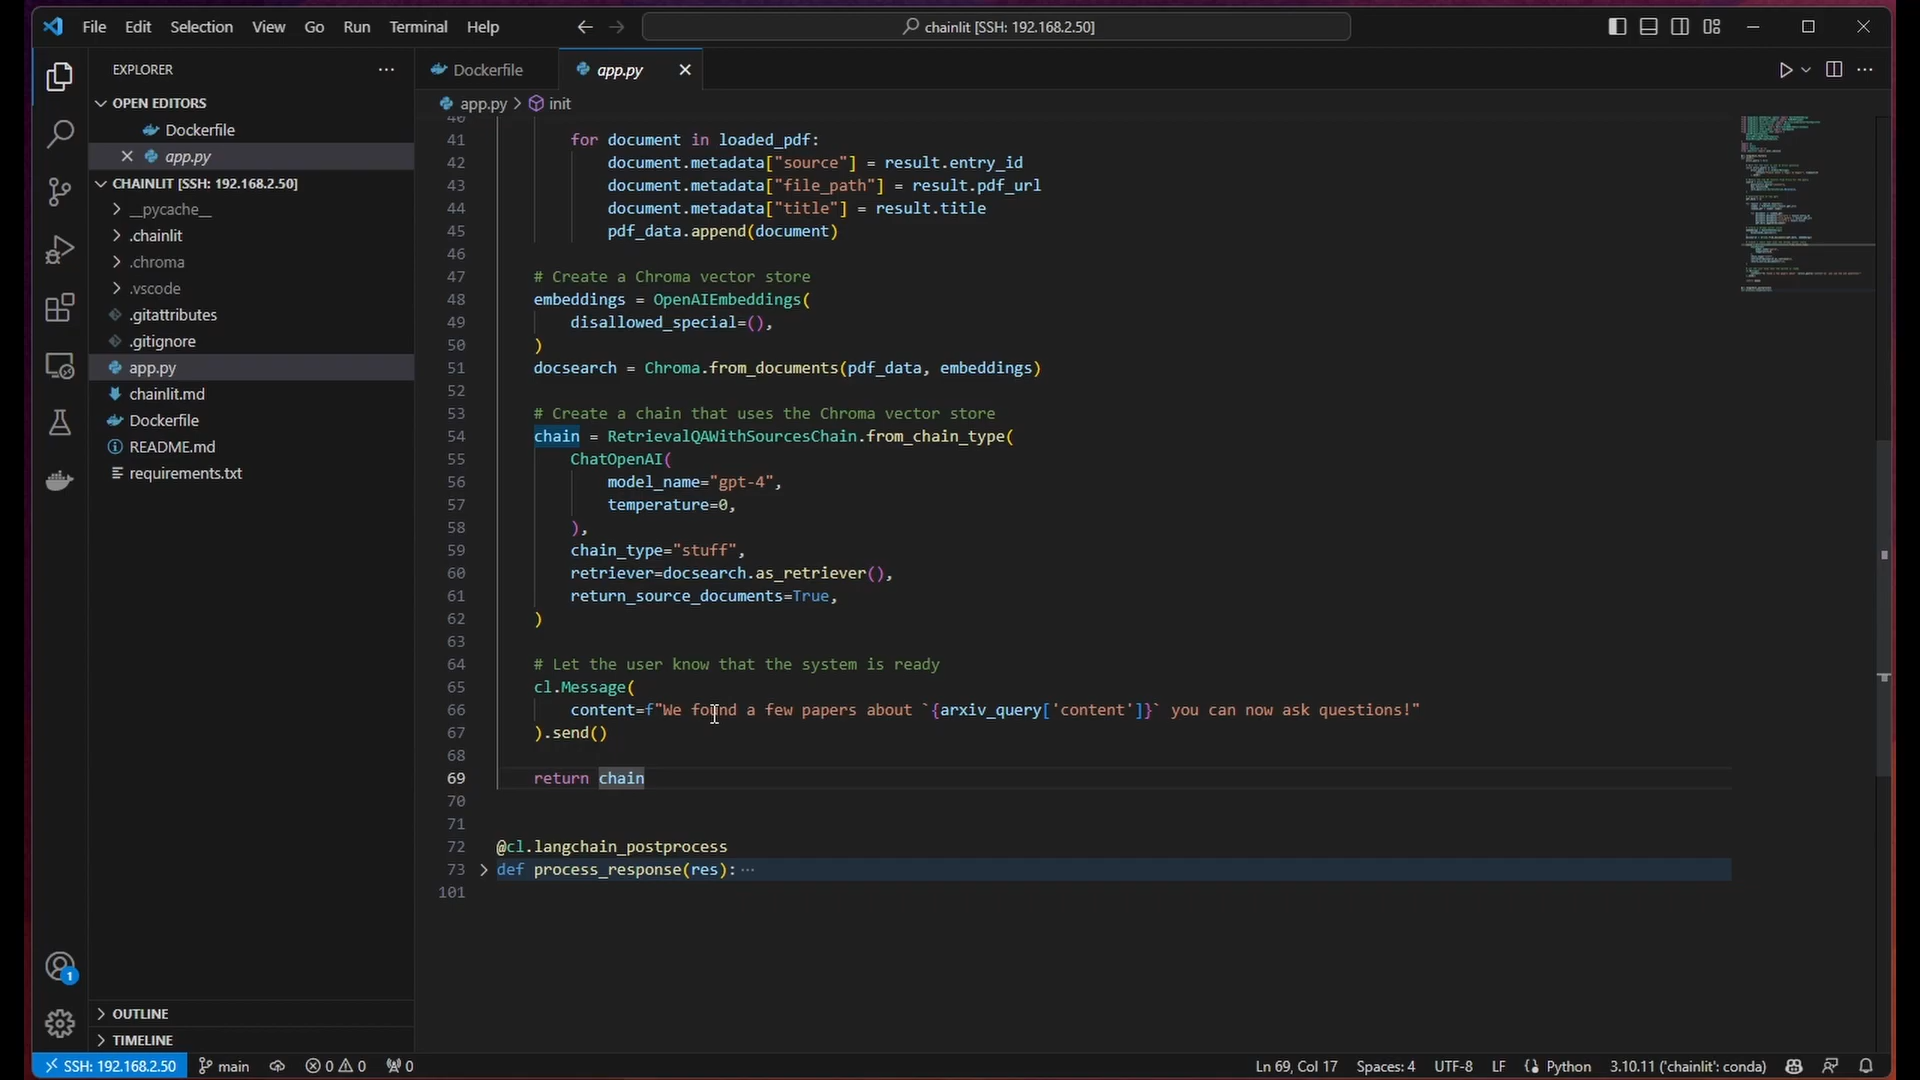 File Edit Selection View Go Run Terminal Help
chainlit [SSH: 192.168.2.50]
EXPLORER
OPEN EDITORS
Dockerfile
app.py
CHAINLIT [SSH: 192.168.2.50]
__pycache__
.chainlit
.chroma
.vscode
.gitattributes
.gitignore
app.py
chainlit.md
Dockerfile
README.md
requirements.txt
OUTLINE
TIMELINE
Dockerfile
app.py
app.py > init
40
41 for document in loaded_pdf:
42 document.metadata["source"] = result.entry_id
43 document.metadata["file_path"] = result.pdf_url
44 document.metadata["title"] = result.title
45 pdf_data.append(document)
46
47 # Create a Chroma vector store
48 embeddings = OpenAIEmbeddings(
49 disallowed_special=(),
50 )
51 docsearch = Chroma.from_documents(pdf_data, embeddings)
52
53 # Create a chain that uses the Chroma vector store
54 chain = RetrievalQAWithSourcesChain.from_chain_type(
55 ChatOpenAI(
56 model_name="gpt-4",
57 temperature=0,
58 ),
59 chain_type="stuff",
60 retriever=docsearch.as_retriever(),
61 return_source_documents=True,
62 )
63
64 # Let the user know that the system is ready
65 cl.Message(
66 content=f"We found a few papers about `{arxiv_query['content']}` you can now ask questions!"
67 ).send()
68
69 return chain
70
71
72 @cl.langchain_postprocess
73 def process_response(res): ···
101
1
SSH: 192.168.2.50 main 0 0 0 Ln 69, Col 17 Spaces: 4 UTF-8 LF Python 3.10.11 ('chainlit': conda)